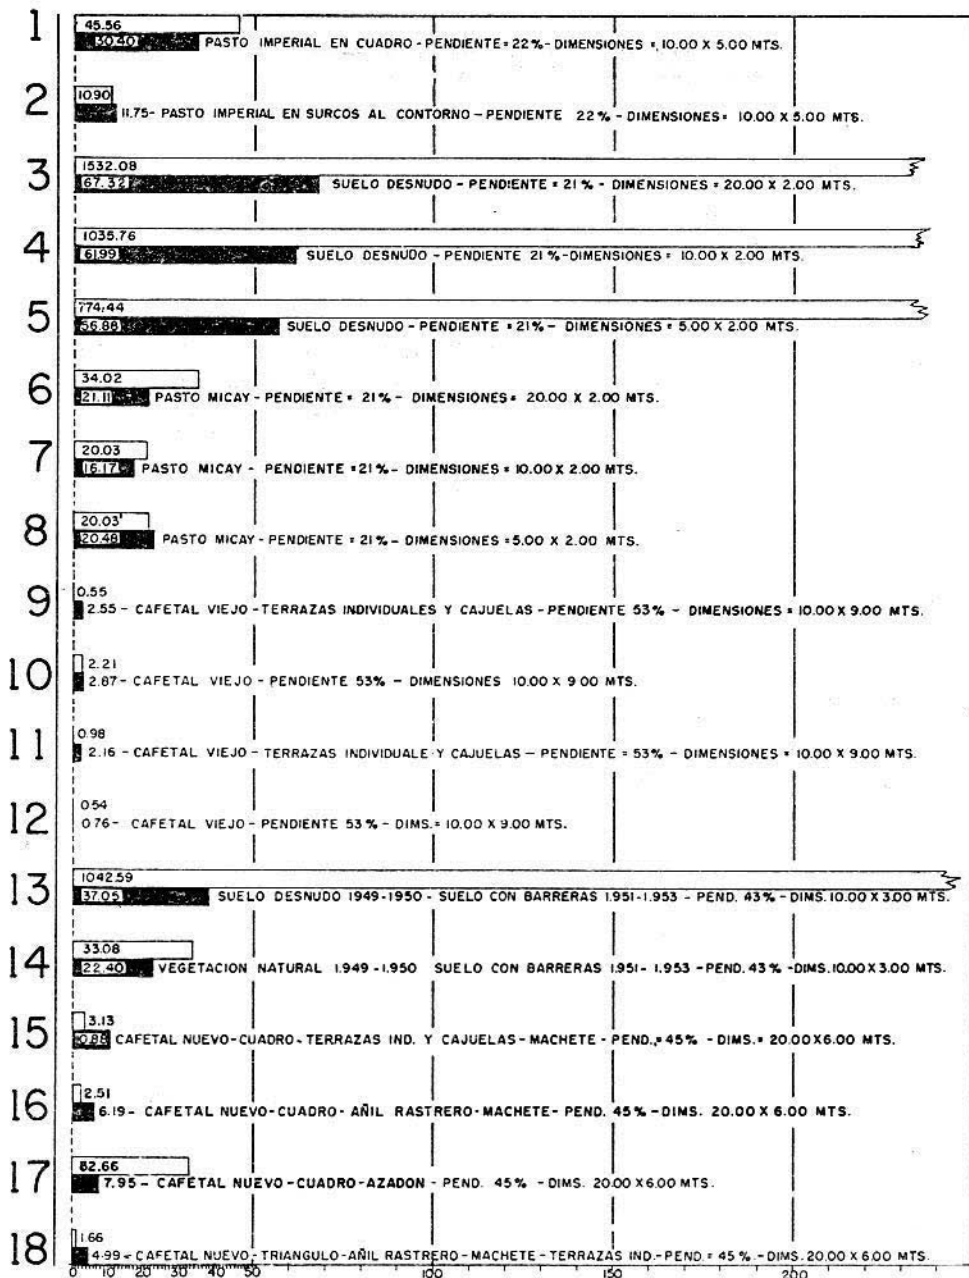 1
45.56
30.40 PASTO IMPERIAL EN CUADRO - PENDIENTE = 22% - DIMENSIONES = 10.00 X 5.00 MTS.
2
10.90
11.75 - PASTO IMPERIAL EN SURCOS AL CONTORNO - PENDIENTE 22% - DIMENSIONES = 10.00 X 5.00 MTS.
3
1532.08
67.32 SUELO DESNUDO - PENDIENTE = 21% - DIMENSIONES = 20.00 X 2.00 MTS.
4
1035.76
61.99 SUELO DESNUDO - PENDIENTE 21% - DIMENSIONES = 10.00 X 2.00 MTS.
5
774.44
56.88 SUELO DESNUDO - PENDIENTE = 21% - DIMENSIONES = 5.00 X 2.00 MTS.
6
34.02
21.11 PASTO MICAY - PENDIENTE = 21% - DIMENSIONES = 20.00 X 2.00 MTS.
7
20.03
16.17 PASTO MICAY - PENDIENTE = 21% - DIMENSIONES = 10.00 X 2.00 MTS.
8
20.03
20.48 PASTO MICAY - PENDIENTE = 21% - DIMENSIONES = 5.00 X 2.00 MTS.
9
0.55
2.55 - CAFETAL VIEJO - TERRAZAS INDIVIDUALES Y CAJUELAS - PENDIENTE 53% - DIMENSIONES = 10.00 X 9.00 MTS.
10
2.21
2.87 - CAFETAL VIEJO - PENDIENTE 53% - DIMENSIONES 10.00 X 9.00 MTS.
11
0.98
2.16 - CAFETAL VIEJO - TERRAZAS INDIVIDUALE Y CAJUELAS - PENDIENTE = 53% - DIMENSIONES = 10.00 X 9.00 MTS.
12
0.54
0.76 - CAFETAL VIEJO - PENDIENTE 53% - DIMS. = 10.00 X 9.00 MTS.
13
1042.59
37.05 SUELO DESNUDO 1949-1950 - SUELO CON BARRERAS 1.951-1.953 - PEND. 43% - DIMS. 10.00 X 3.00 MTS.
14
33.08
22.40 VEGETACION NATURAL 1.949-1.950 SUELO CON BARRERAS 1.951-1.953 - PEND. 43% - DIMS. 10.00 X 3.00 MTS.
15
3.13
0.88 CAFETAL NUEVO-CUADRO-TERRAZAS IND. Y CAJUELAS-MACHETE - PEND. = 45% - DIMS. = 20.00 X 6.00 MTS.
16
2.51
6.19 - CAFETAL NUEVO-CUADRO-AÑIL RASTRERO-MACHETE - PEND. 45% - DIMS. 20.00 X 6.00 MTS.
17
82.66
7.95 - CAFETAL NUEVO-CUADRO-AZADON - PEND. 45% - DIMS. 20.00 X 6.00 MTS.
18
1.66
4.99 - CAFETAL NUEVO-TRIANGULO-AÑIL RASTRERO-MACHETE-TERRAZAS IND. - PEND. = 45% - DIMS. 20.00 X 6.00 MTS.
0 10 20 30 40 50 100 150 200